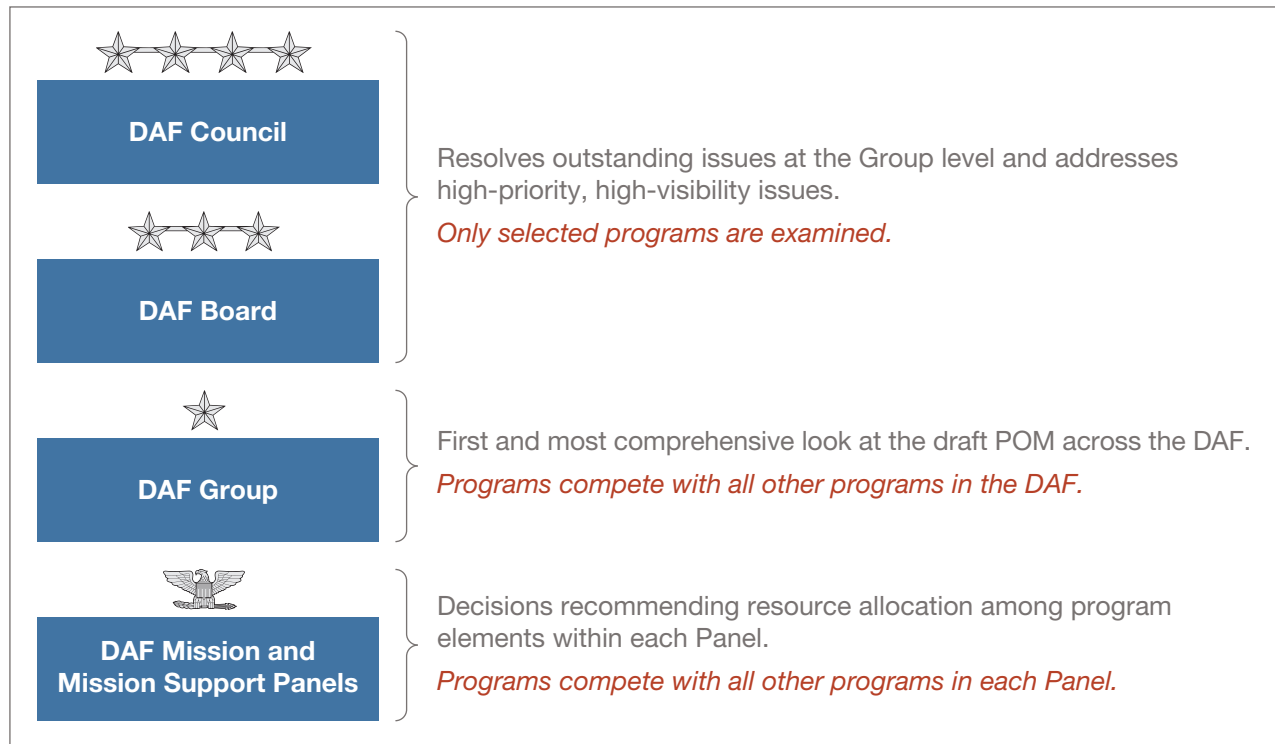 DAF Council
Resolves outstanding issues at the Group level and addresses
high-priority, high-visibility issues.
Only selected programs are examined.
DAF Board
DAF Group
First and most comprehensive look at the draft POM across the DAF.
Programs compete with all other programs in the DAF.
DAF Mission and
Mission Support Panels
Decisions recommending resource allocation among program
elements within each Panel.
Programs compete with all other programs in each Panel.